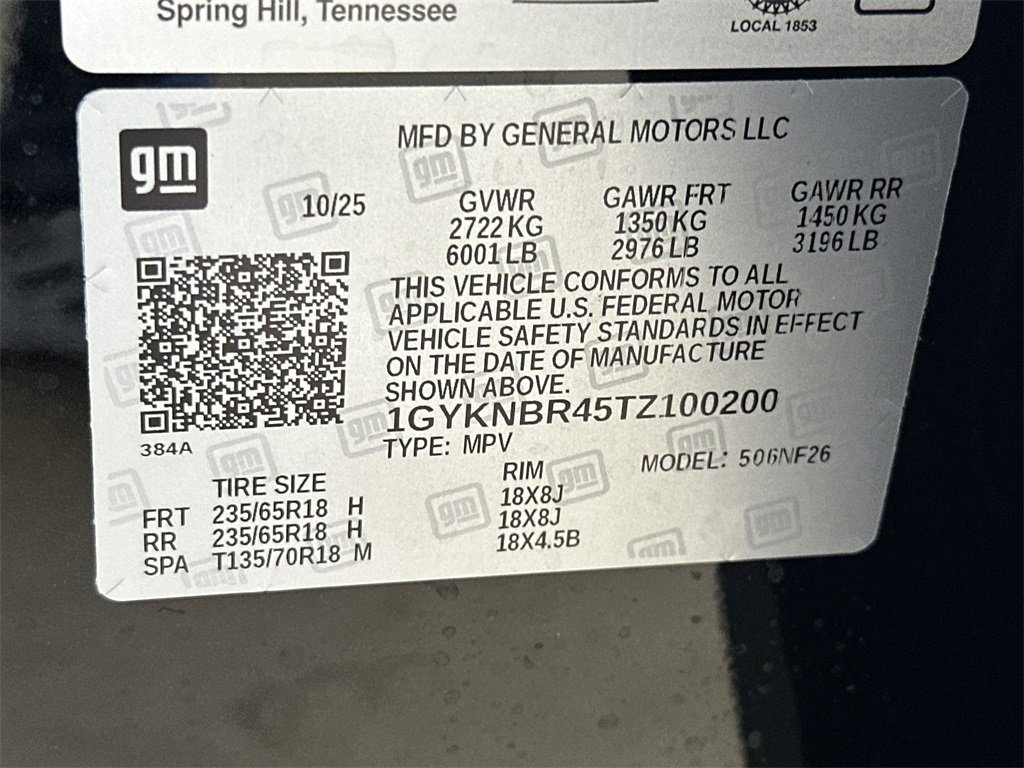 Spring Hill, Tennessee
LOCAL 1853
gm
MFD BY GENERAL MOTORS LLC
10/25
GVWR GAWR FRT GAWR RR
2722 KG 1350 KG 1450 KG
6001 LB 2976 LB 3196 LB
THIS VEHICLE CONFORMS TO ALL
APPLICABLE U.S. FEDERAL MOTOR
VEHICLE SAFETY STANDARDS IN EFFECT
ON THE DATE OF MANUFACTURE
SHOWN ABOVE.
1GYKNBR45TZ100200
384A
TYPE: MPV MODEL: 506NF26
TIRE SIZE RIM
FRT 235/65R18 H 18X8J
RR 235/65R18 H 18X8J
SPA T135/70R18 M 18X4.5B